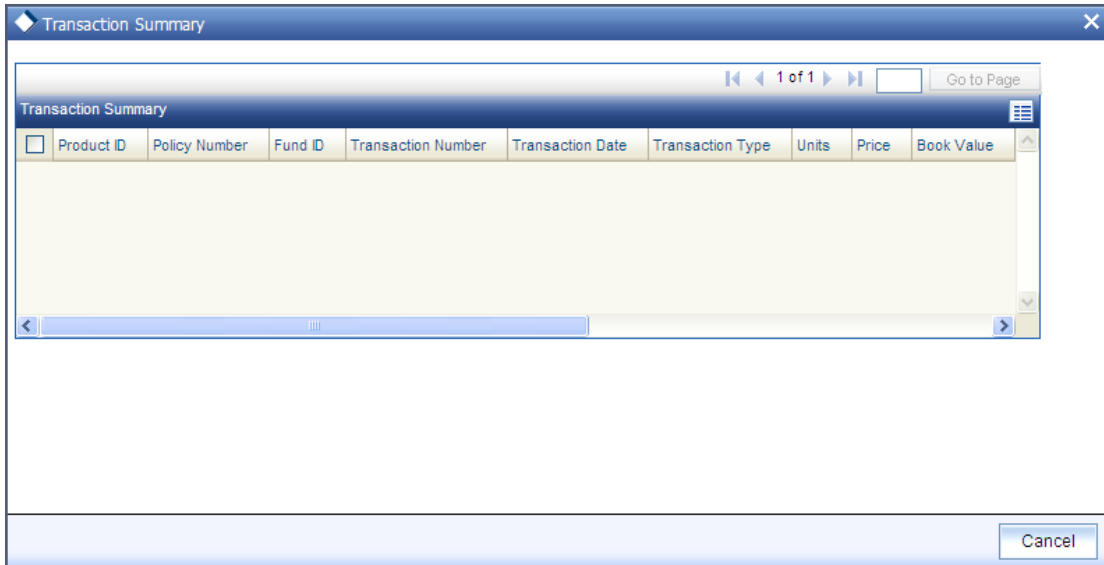 Transaction Summary
1 of 1 Go to Page
Transaction Summary
Product ID Policy Number Fund ID Transaction Number Transaction Date Transaction Type Units Price Book Value
Cancel